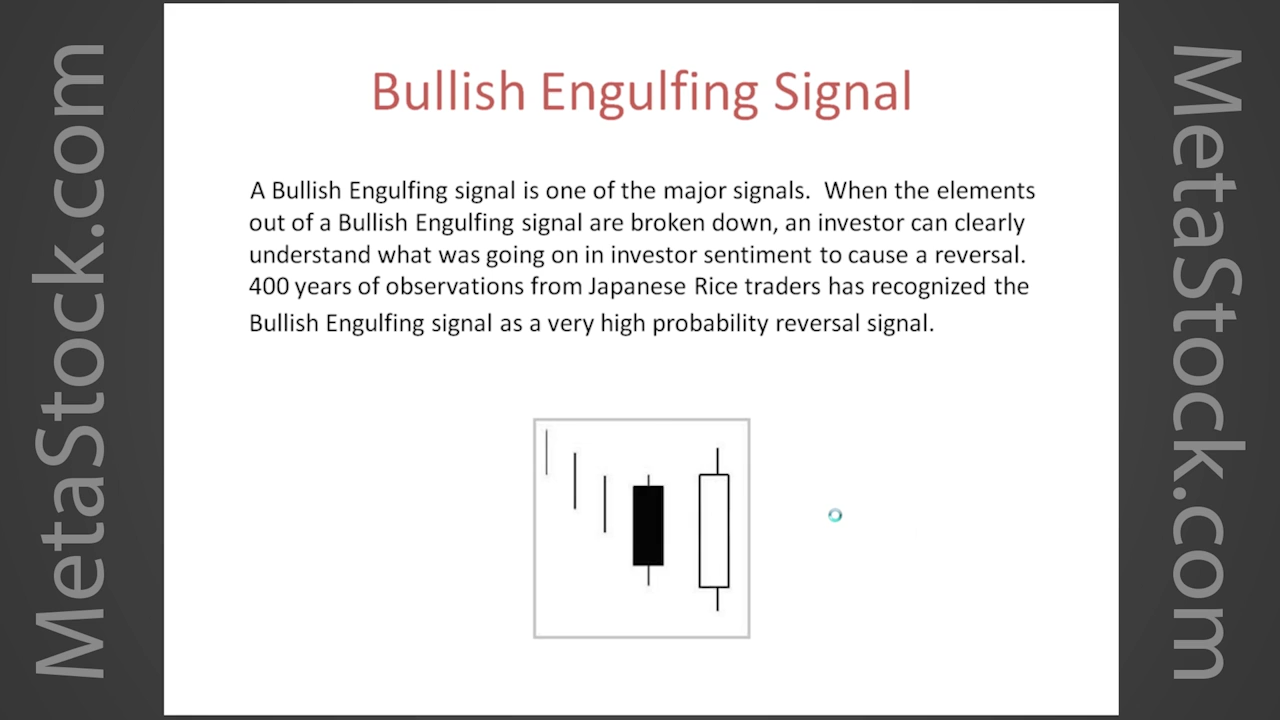 MetaStock.com
Bullish Engulfing Signal
A Bullish Engulfing signal is one of the major signals.  When the elements
out of a Bullish Engulfing signal are broken down, an investor can clearly
understand what was going on in investor sentiment to cause a reversal.
400 years of observations from Japanese Rice traders has recognized the
Bullish Engulfing signal as a very high probability reversal signal.
MetaStock.com